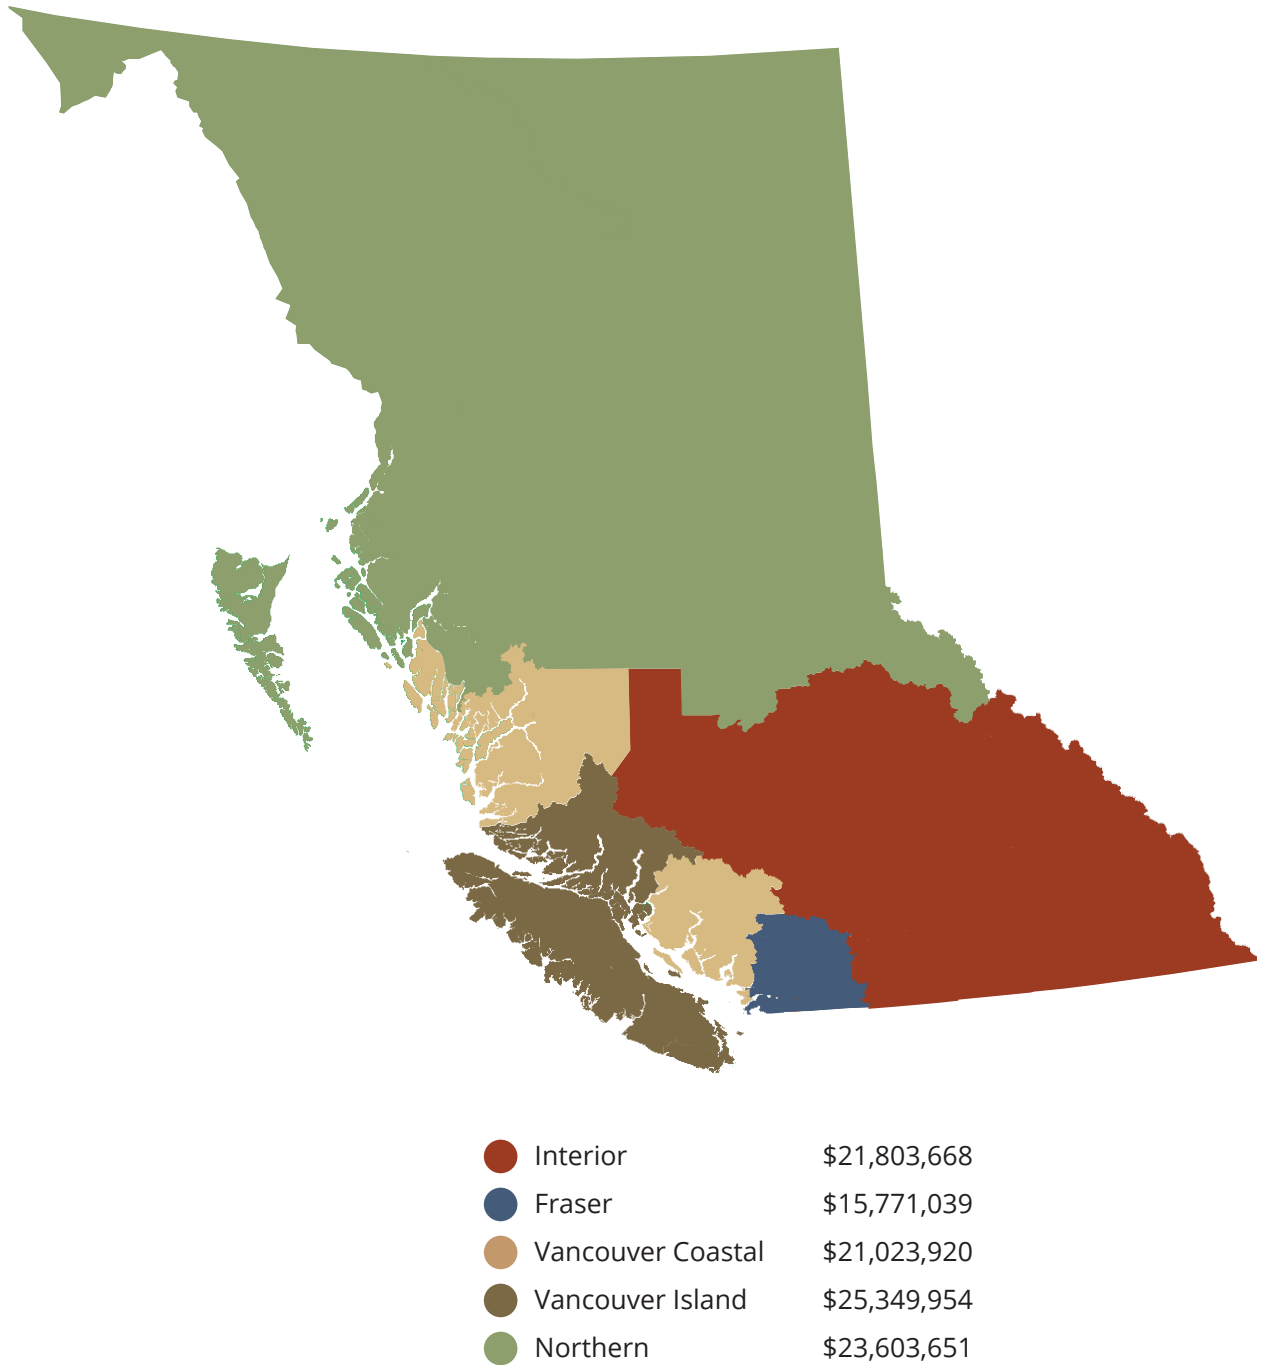 Interior $21,803,668
Fraser $15,771,039
Vancouver Coastal $21,023,920
Vancouver Island $25,349,954
Northern $23,603,651